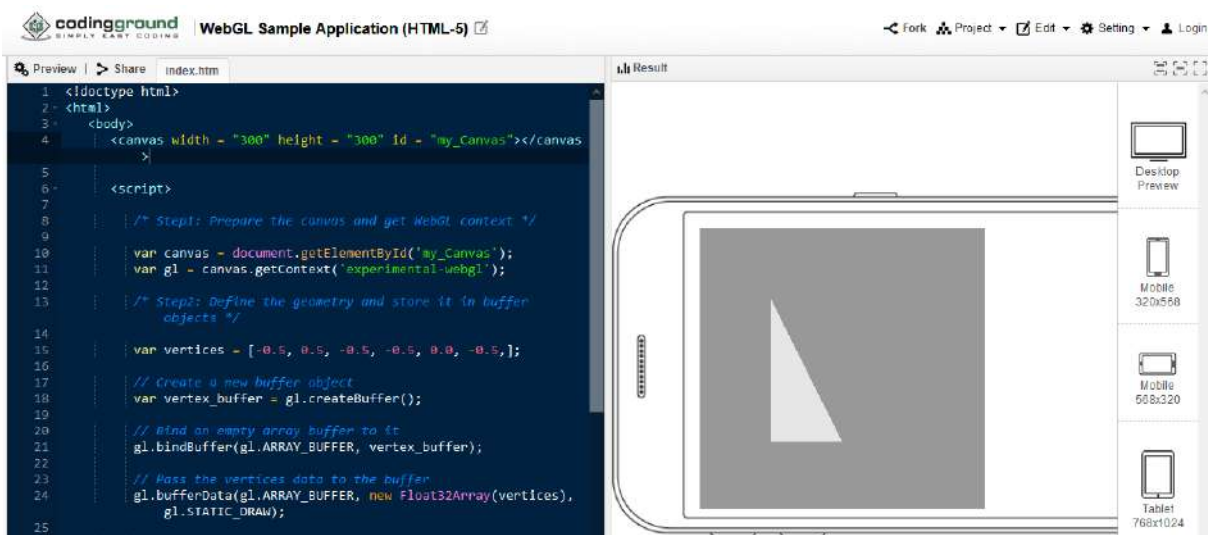 codingground
SIMPLY EASY CODING
WebGL Sample Application (HTML-5)
Fork Project Edit Setting Login
Preview | Share index.htm
Result
1 <!doctype html>
2 <html>
3 <body>
4 <canvas width = "300" height = "300" id = "my_Canvas"></canvas
>
5
6 <script>
7
8 /* Step1: Prepare the canvas and get WebGL context */
9
10 var canvas = document.getElementById('my_Canvas');
11 var gl = canvas.getContext('experimental-webgl');
12
13 /* Step2: Define the geometry and store it in buffer
objects */
14
15 var vertices = [-0.5, 0.5, -0.5, -0.5, 0.0, -0.5,];
16
17 // Create a new buffer object
18 var vertex_buffer = gl.createBuffer();
19
20 // Bind an empty array buffer to it
21 gl.bindBuffer(gl.ARRAY_BUFFER, vertex_buffer);
22
23 // Pass the vertices data to the buffer
24 gl.bufferData(gl.ARRAY_BUFFER, new Float32Array(vertices),
gl.STATIC_DRAW);
25
Desktop
Preview
Mobile
320x568
Mobile
568x320
Tablet
768x1024